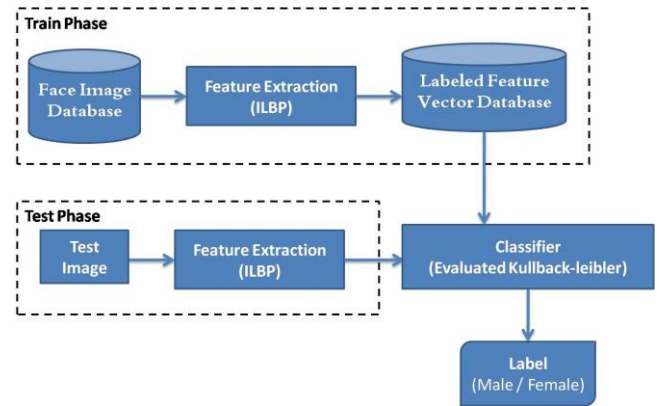 Train Phase
Face Image
Database
Feature Extraction
(ILBP)
Labeled Feature
Vector Database
Test Phase
Test
Image
Feature Extraction
(ILBP)
Classifier
(Evaluated Kullback-leibler)
Label
(Male / Female)